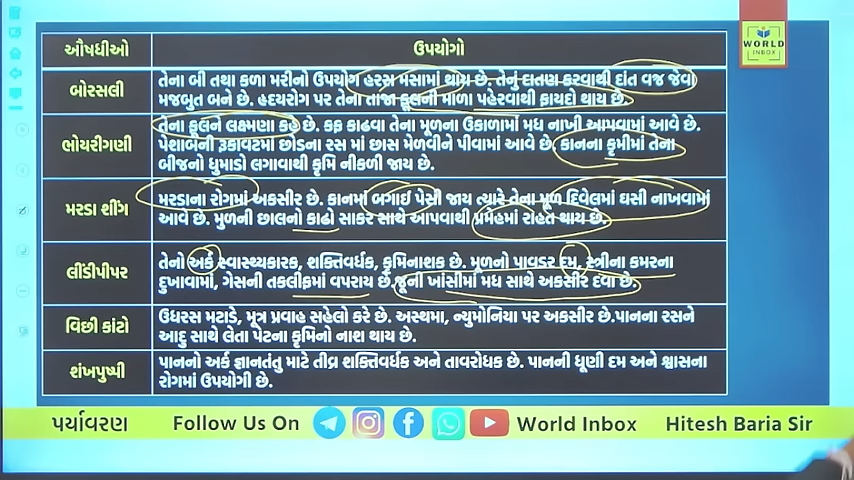 WORLD
INBOX
ઔષધીઓ
ઉપયોગો
બોરસલી
તેના બી તથા કળા મરીનો ઉપયોગ હરસ મસામાં થાય છે. તેનું દાતણ કરવાથી દાંત વજ્ર જેવા
મજબુત બને છે. હૃદયરોગ પર તેના તાજા ફૂલની માળા પહેરવાથી ફાયદો થાય છે.
ભોયરીગણી
તેના ફુલને લક્ષ્મણા કહે છે. કફ કાઢવા તેના મૂળના ઉકાળામાં મધ નાખી આપવામાં આવે છે.
પેશાબની રૂકાવટમાં છોડના રસ માં છાસ મેળવીને પીવામાં આવે છે. કાનના કૃમીમાં તેના
બીજનો ધુમાડો લગાવાથી કૃમિ નીકળી જાય છે.
મરડા શીંગ
મરડાના રોગમાં અકસીર છે. કાનમાં બગાઈ પેસી જાય ત્યારે તેના મૂળ દિવેલમાં ઘસી નાખવામાં
આવે છે. મુળની છાલનો કાઢો સાકર સાથે આપવાથી પ્રમેહમાં રાહત થાય છે.
લીંડીપીપર
તેનો અર્ક સ્વાસ્થ્યકારક, શક્તિવર્ધક, કૃમિનાશક છે. મૂળનો પાવડર દમ, સ્ત્રીના કમરના
દુખાવામાં, ગેસની તકલીફમાં વપરાય છે.જૂની ખાંસીમાં મધ સાથે અકસીર દવા છે.
વિછી કાંટો
ઉધરસ મટાડે, મૂત્ર પ્રવાહ સહેલો કરે છે. અસ્થમા, ન્યુમોનિયા પર અકસીર છે.પાનના રસને
આદુ સાથે લેતા પેટના કૃમિનો નાશ થાય છે.
શંખપુષ્પી
પાનનો અર્ક જ્ઞાનતંતુ માટે તીવ્ર શક્તિવર્ધક અને તાવરોધક છે. પાનની ધૂણી દમ અને શ્વાસના
રોગમાં ઉપયોગી છે.
પર્યાવરણ Follow Us On World Inbox Hitesh Baria Sir